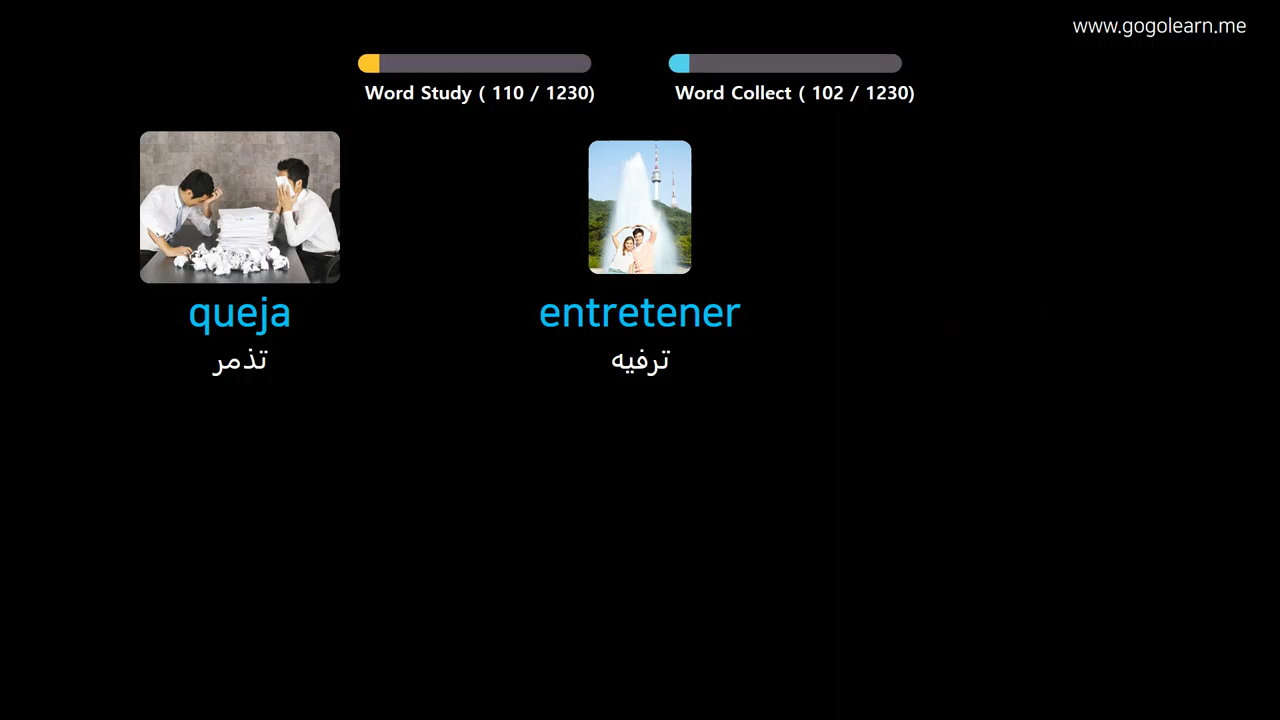 www.gogolearn.me
Word Study ( 110 / 1230)
Word Collect ( 102 / 1230)
queja
تذمر
entretener
ترفيه